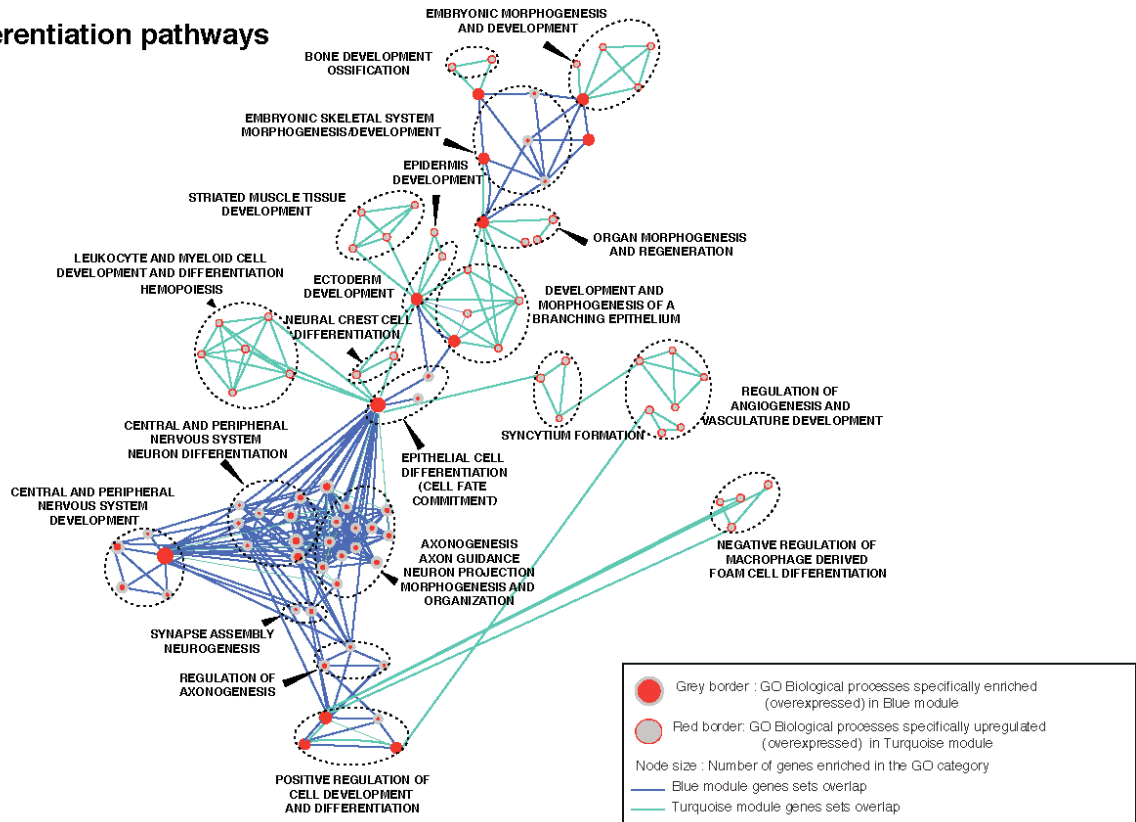 erentiation pathways
EMBRYONIC MORPHOGENESIS
AND DEVELOPMENT
BONE DEVELOPMENT
OSSIFICATION
EMBRYONIC SKELETAL SYSTEM
MORPHOGENESIS/DEVELOPMENT
EPIDERMIS
DEVELOPMENT
STRIATED MUSCLE TISSUE
DEVELOPMENT
ORGAN MORPHOGENESIS
AND REGENERATION
LEUKOCYTE AND MYELOID CELL
DEVELOPMENT AND DIFFERENTIATION
HEMOPOIESIS
ECTODERM
DEVELOPMENT
DEVELOPMENT AND
MORPHOGENESIS OF A
BRANCHING EPITHELIUM
NEURAL CREST CELL
DIFFERENTIATION
REGULATION OF
ANGIOGENESIS AND
VASCULATURE DEVELOPMENT
SYNCYTIUM FORMATION
CENTRAL AND PERIPHERAL
NERVOUS SYSTEM
NEURON DIFFERENTIATION
EPITHELIAL CELL
DIFFERENTIATION
(CELL FATE
COMMITMENT)
CENTRAL AND PERIPHERAL
NERVOUS SYSTEM
DEVELOPMENT
AXONOGENESIS
AXON GUIDANCE
NEURON PROJECTION
MORPHOGENESIS AND
ORGANIZATION
NEGATIVE REGULATION OF
MACROPHAGE DERIVED
FOAM CELL DIFFERENTIATION
SYNAPSE ASSEMBLY
NEUROGENESIS
REGULATION OF
AXONOGENESIS
POSITIVE REGULATION OF
CELL DEVELOPMENT
AND DIFFERENTIATION
Grey border : GO Biological processes specifically enriched
(overexpressed) in Blue module
Red border: GO Biological processes specifically upregulated
(overexpressed) in Turquoise module
Node size : Number of genes enriched in the GO category
Blue module genes sets overlap
Turquoise module genes sets overlap